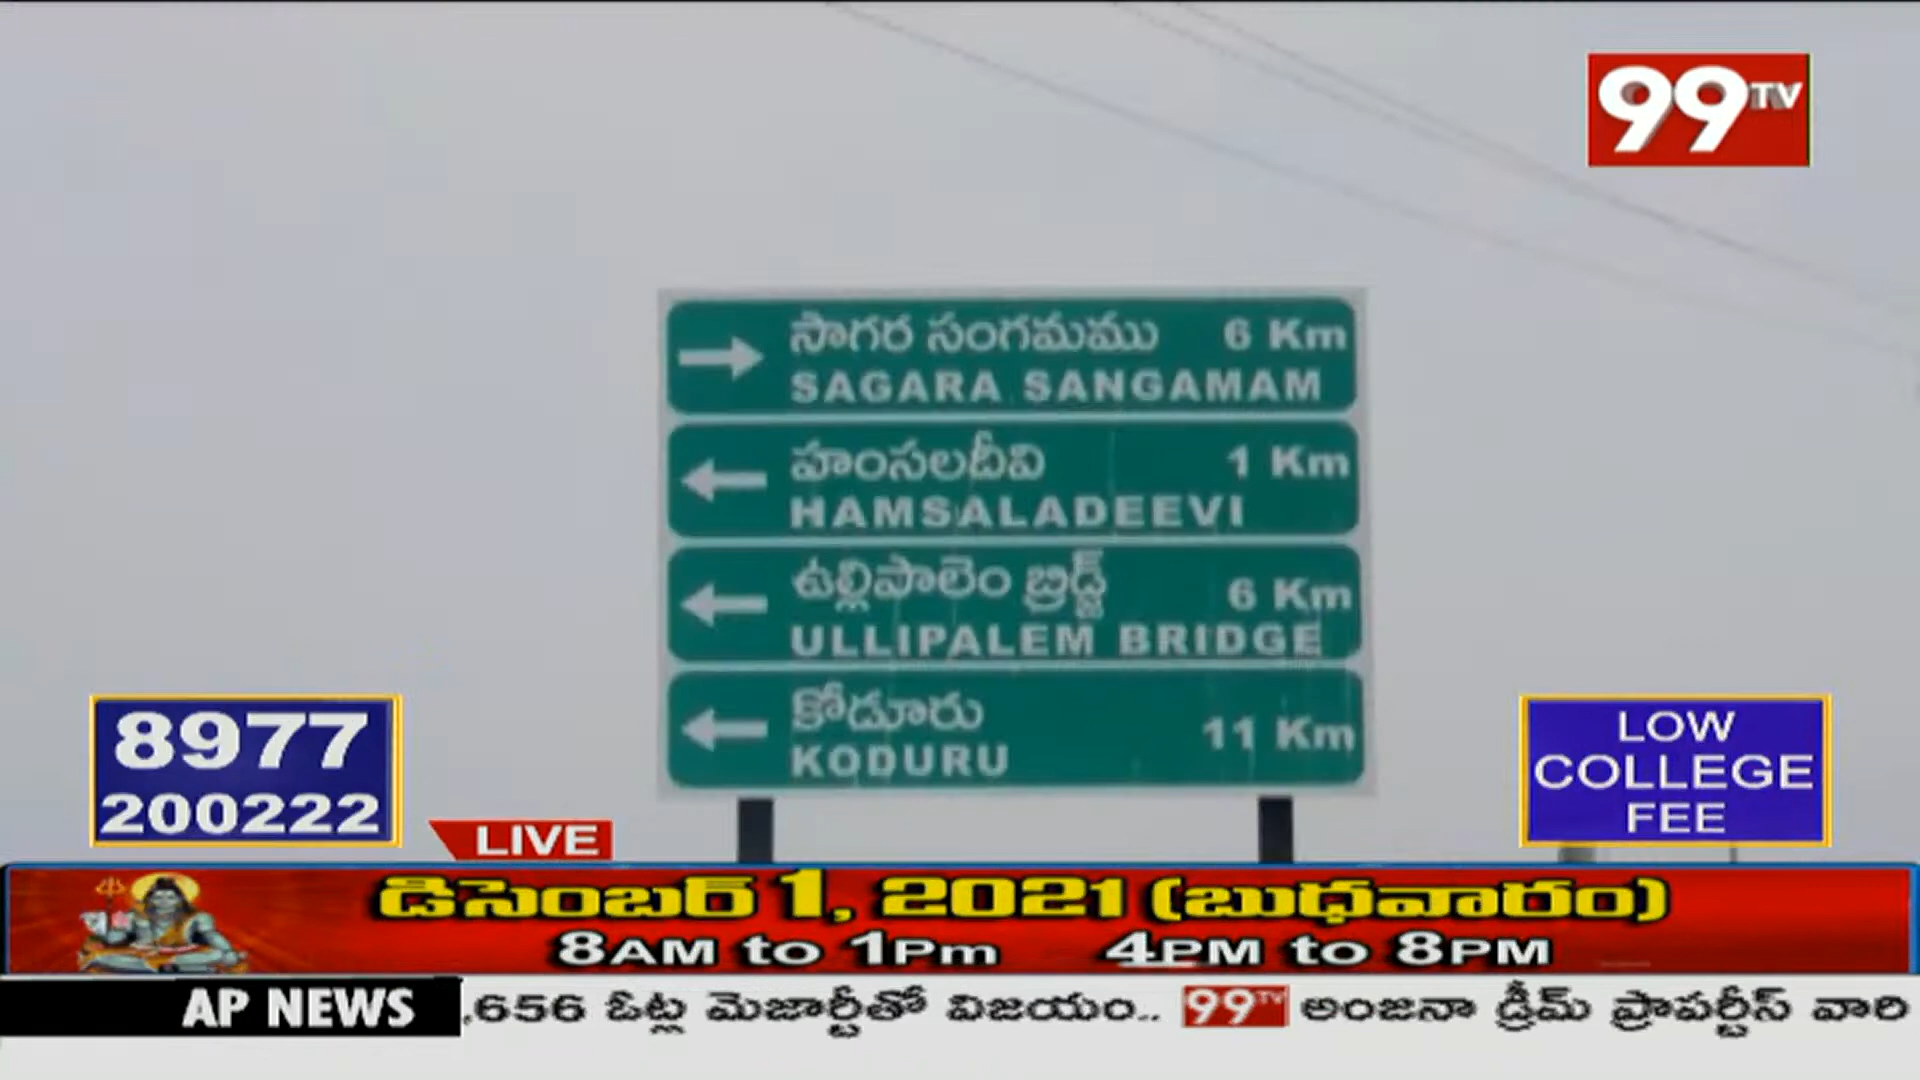 99TV
సాగర సంగమము 6 Km
SAGARA SANGAMAM
హంసలదీవి 1 Km
HAMSALADEEVI
ఉల్లిపాలెం బ్రిడ్జ్ 6 Km
ULLIPALEM BRIDGE
కోడూరు 11 Km
KODURU
8977
200222
LOW
COLLEGE
FEE
LIVE
డిసెంబర్ 1, 2021 (బుధవారం)
8AM to 1Pm 4PM to 8PM
AP NEWS .656 ఓట్ల మెజార్టీతో విజయం.. 99TV అంజనా డ్రీమ్ ప్రాపర్టీస్ వారి